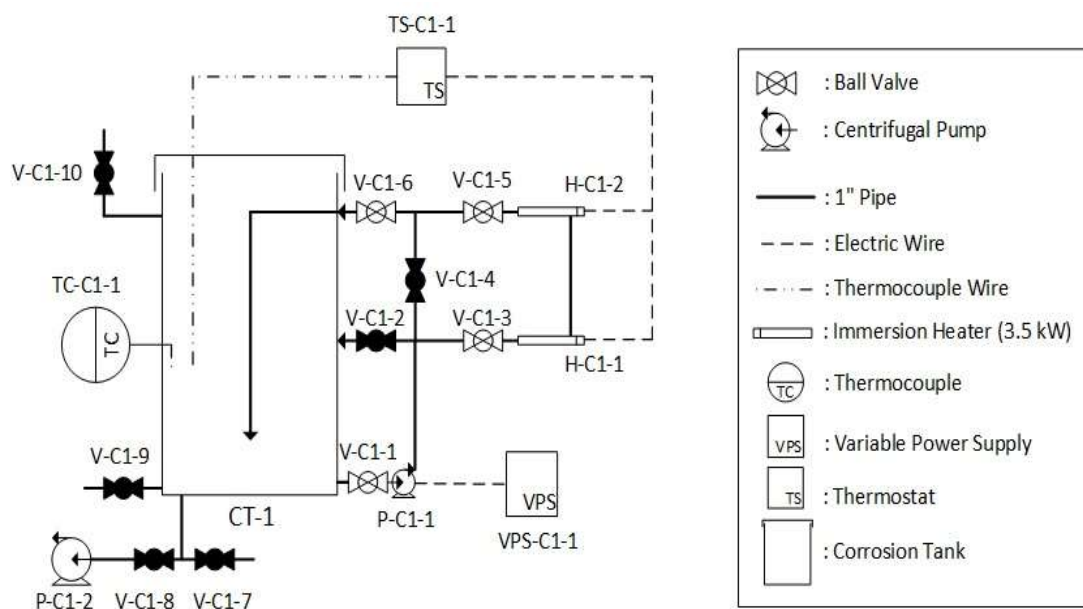 TS-C1-1
TS
V-C1-10
V-C1-6
V-C1-5
H-C1-2
TC-C1-1
TC
V-C1-4
V-C1-2
V-C1-3
H-C1-1
V-C1-9
V-C1-1
CT-1
P-C1-1
VPS
VPS-C1-1
P-C1-2
V-C1-8
V-C1-7
: Ball Valve
: Centrifugal Pump
: 1" Pipe
: Electric Wire
: Thermocouple Wire
: Immersion Heater (3.5 kW)
TC
: Thermocouple
VPS
: Variable Power Supply
TS
: Thermostat
: Corrosion Tank